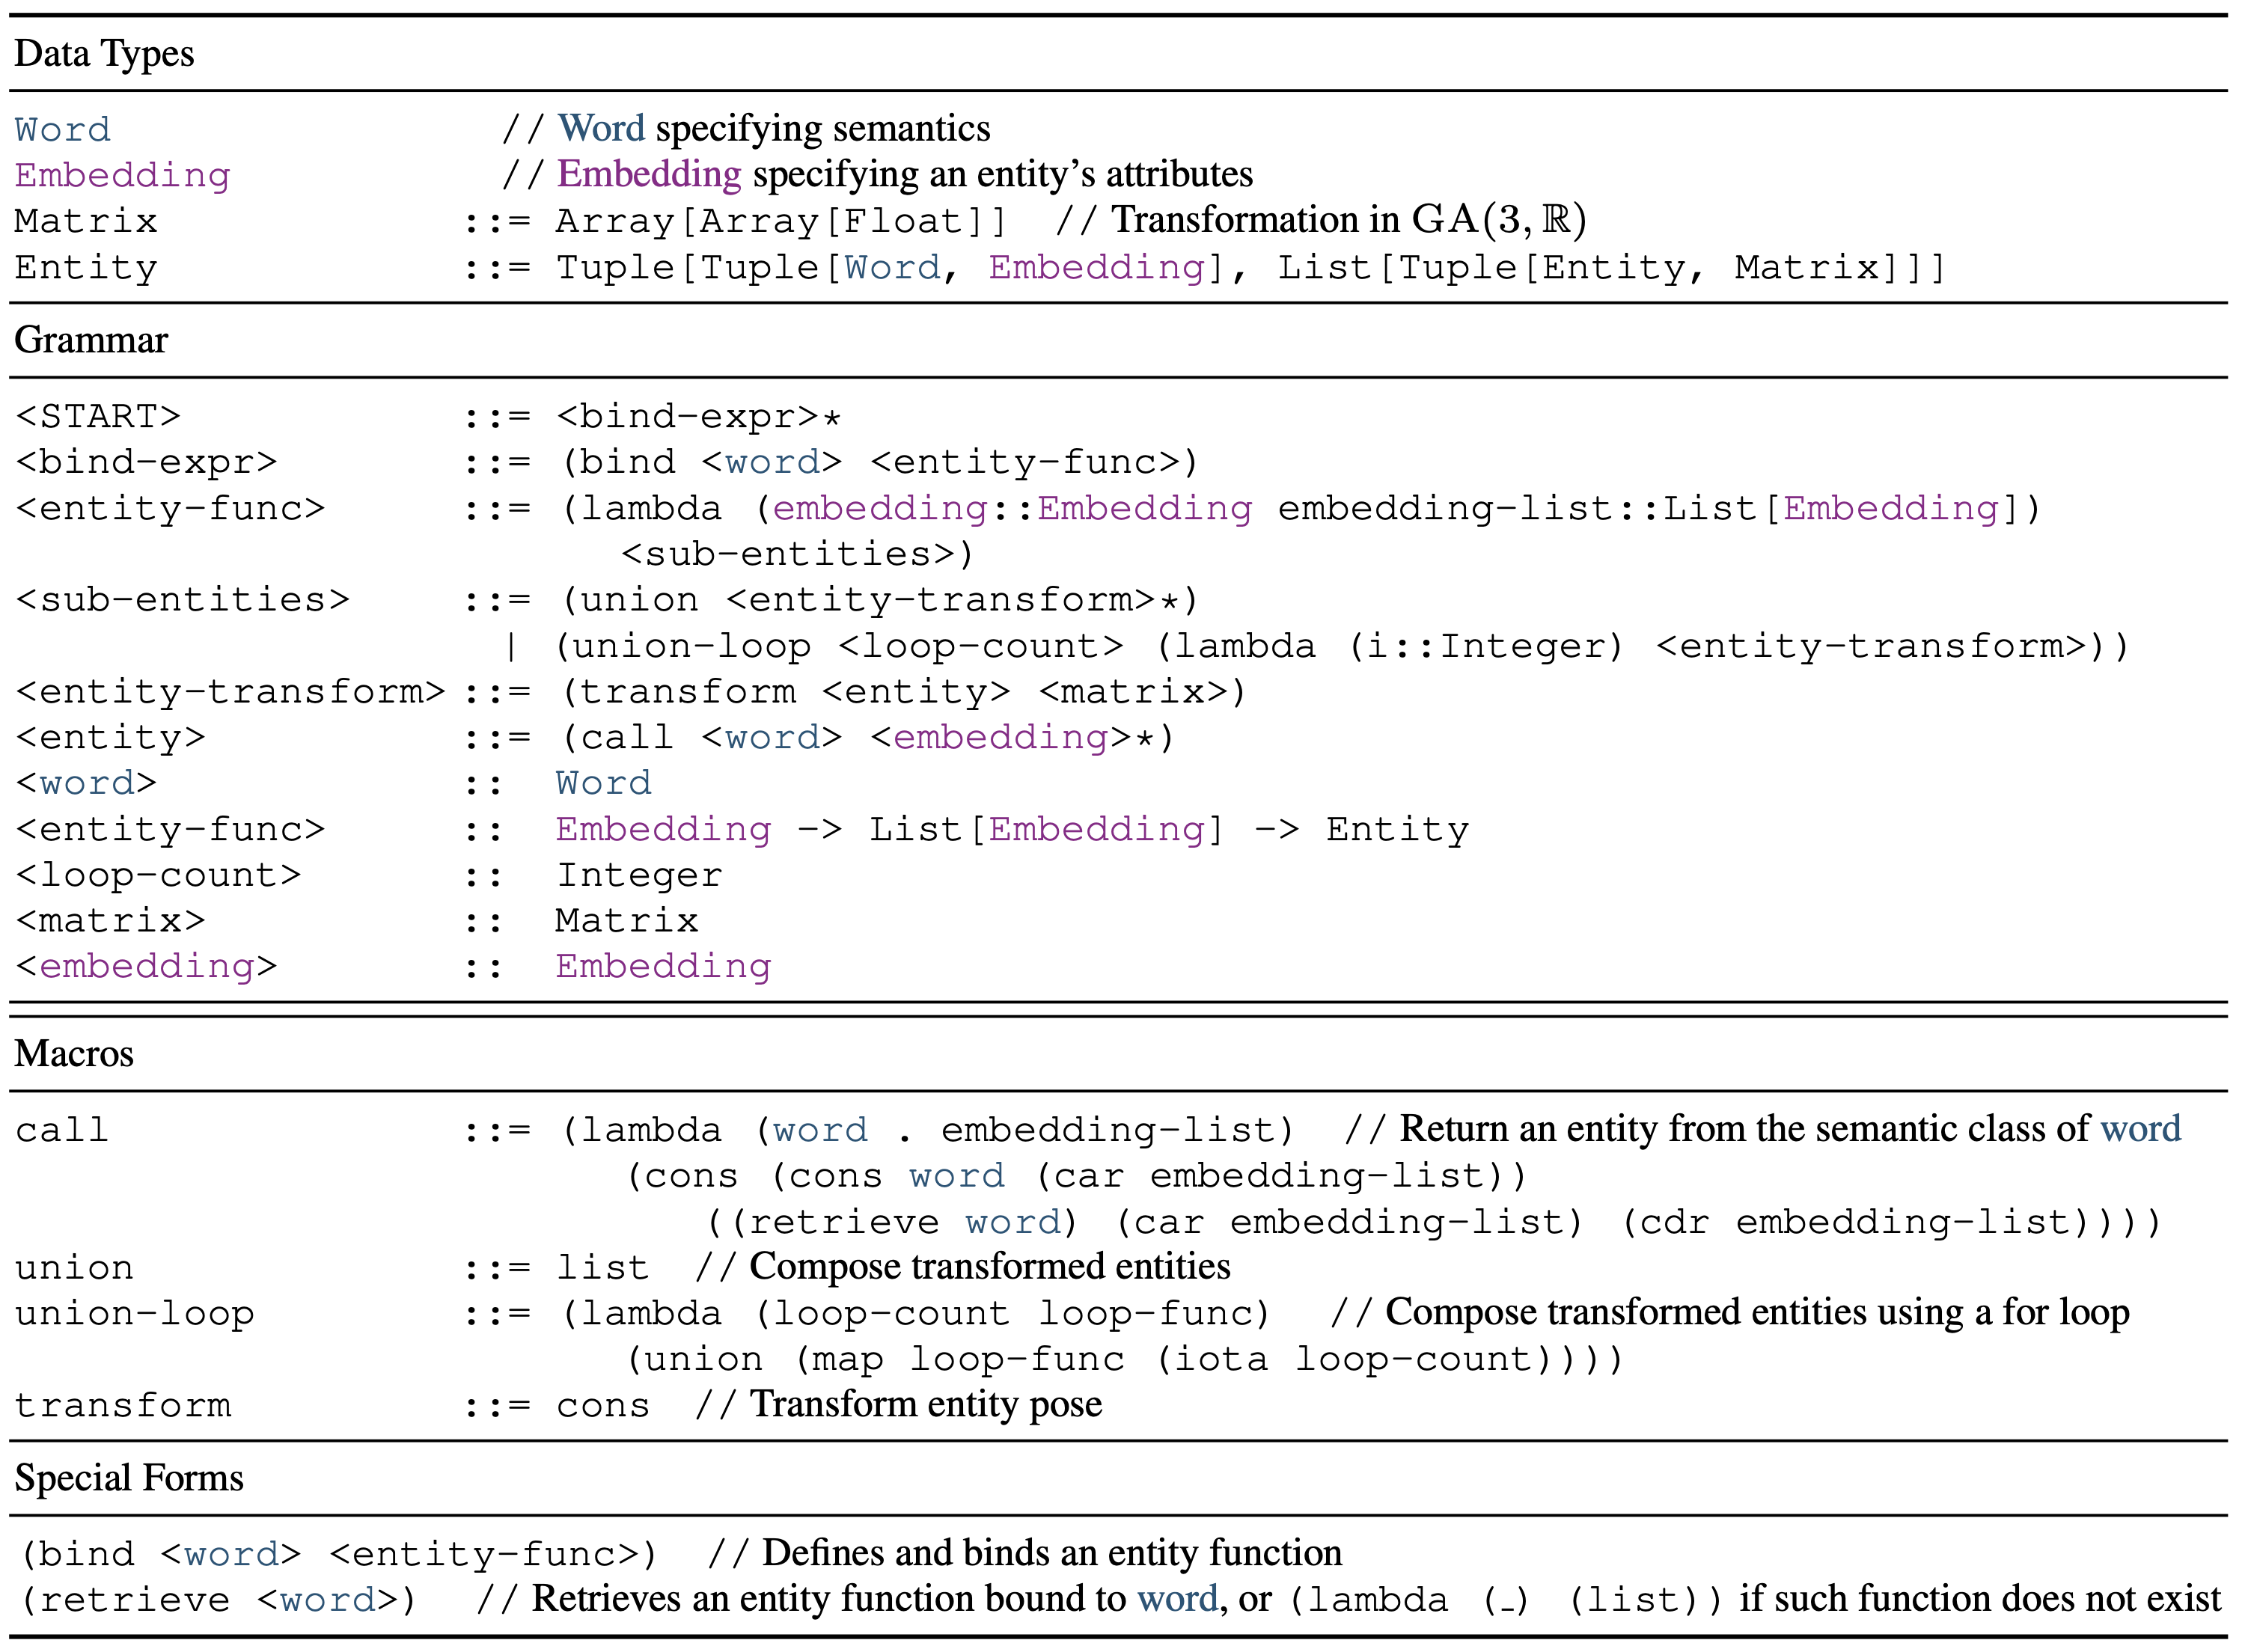 Data Types
Word // Word specifying semantics
Embedding // Embedding specifying an entity’s attributes
Matrix ::= Array[Array[Float]] // Transformation in GA(3, ℝ)
Entity ::= Tuple[Tuple[Word, Embedding], List[Tuple[Entity, Matrix]]]
Grammar
<START> ::= <bind-expr>*
<bind-expr> ::= (bind <word> <entity-func>)
<entity-func> ::= (lambda (embedding::Embedding embedding-list::List[Embedding])
<sub-entities>)
<sub-entities> ::= (union <entity-transform>*)
| (union-loop <loop-count> (lambda (i::Integer) <entity-transform>))
<entity-transform> ::= (transform <entity> <matrix>)
<entity> ::= (call <word> <embedding>*)
<word> :: Word
<entity-func> :: Embedding -> List[Embedding] -> Entity
<loop-count> :: Integer
<matrix> :: Matrix
<embedding> :: Embedding
Macros
call ::= (lambda (word . embedding-list) // Return an entity from the semantic class of word
(cons (cons word (car embedding-list))
((retrieve word) (car embedding-list) (cdr embedding-list))))
union ::= list // Compose transformed entities
union-loop ::= (lambda (loop-count loop-func) // Compose transformed entities using a for loop
(union (map loop-func (iota loop-count))))
transform ::= cons // Transform entity pose
Special Forms
(bind <word> <entity-func>) // Defines and binds an entity function
(retrieve <word>) // Retrieves an entity function bound to word, or (lambda (_) (list)) if such function does not exist